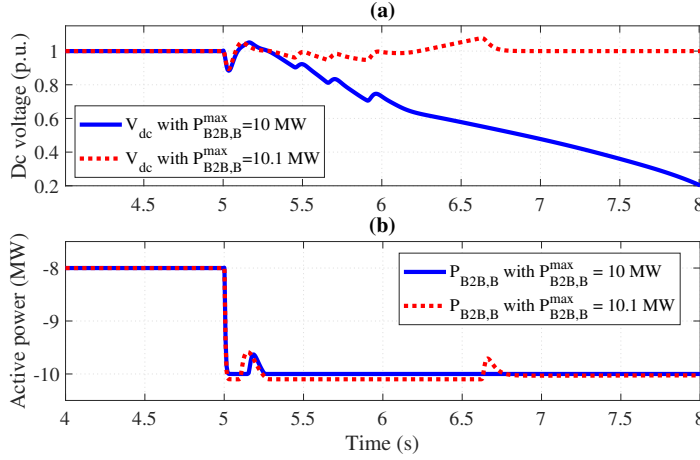 (a)
Dc voltage (p.u.)
1
0.8
0.6
0.4
0.2
V_dc with P^max_B2B,B=10 MW
V_dc with P^max_B2B,B=10.1 MW
4.5 5 5.5 6 6.5 7 7.5 8
(b)
Active power (MW)
-8
-9
-10
P_B2B,B with P^max_B2B,B = 10 MW
P_B2B,B with P^max_B2B,B = 10.1 MW
4 4.5 5 5.5 6 6.5 7 7.5 8
Time (s)